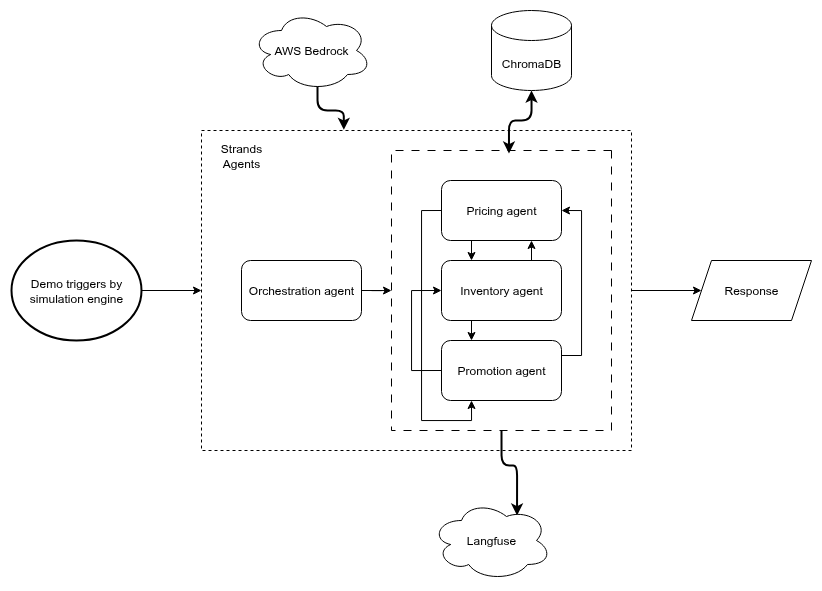 AWS Bedrock
ChromaDB
Strands
Agents
Pricing agent
Demo triggers by
simulation engine
Orchestration agent
Inventory agent
Response
Promotion agent
Langfuse